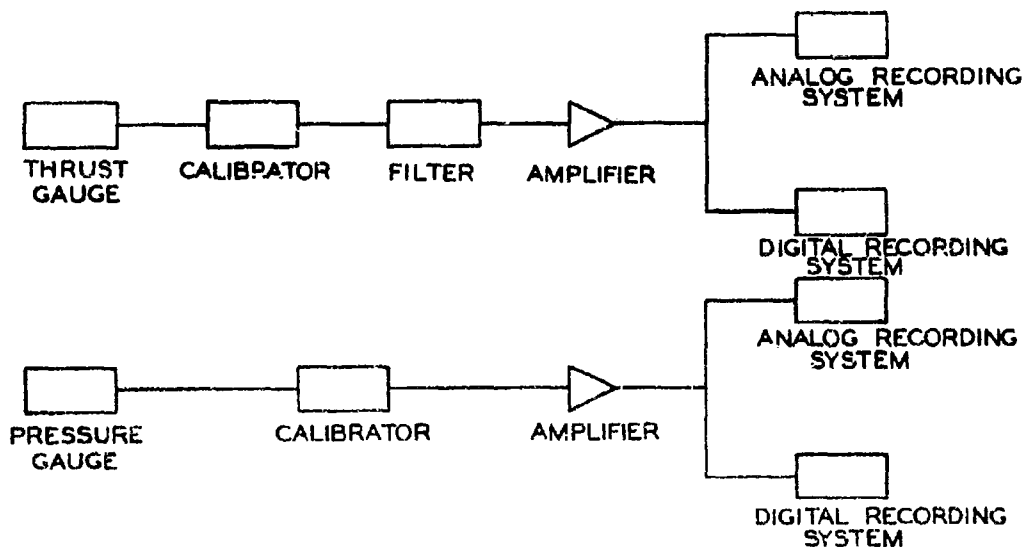 ANALOG RECORDING
SYSTEM
THRUST
GAUGE
CALIBRATOR
FILTER
AMPLIFIER
DIGITAL RECORDING
SYSTEM
ANALOG RECORDING
SYSTEM
PRESSURE
GAUGE
CALIBRATOR
AMPLIFIER
DIGITAL RECORDING
SYSTEM